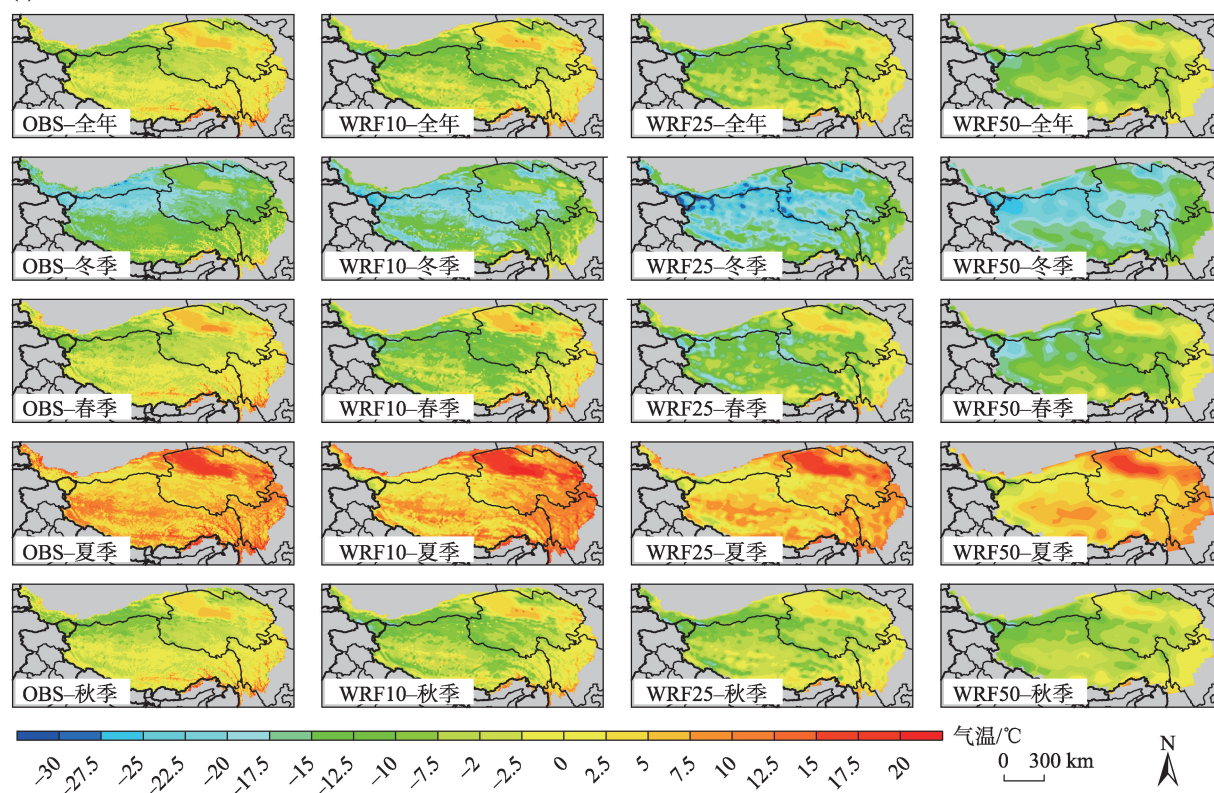 OBS–全年 WRF10–全年 WRF25–全年 WRF50–全年
OBS–冬季 WRF10–冬季 WRF25–冬季 WRF50–冬季
OBS–春季 WRF10–春季 WRF25–春季 WRF50–春季
OBS–夏季 WRF10–夏季 WRF25–夏季 WRF50–夏季
OBS–秋季 WRF10–秋季 WRF25–秋季 WRF50–秋季
气温/℃
–30 –27.5 –25 –22.5 –20 –17.5 –15 –12.5 –10 –7.5 –2 –2.5 0 2.5 5 7.5 10 12.5 15 17.5 20
0 300 km
N